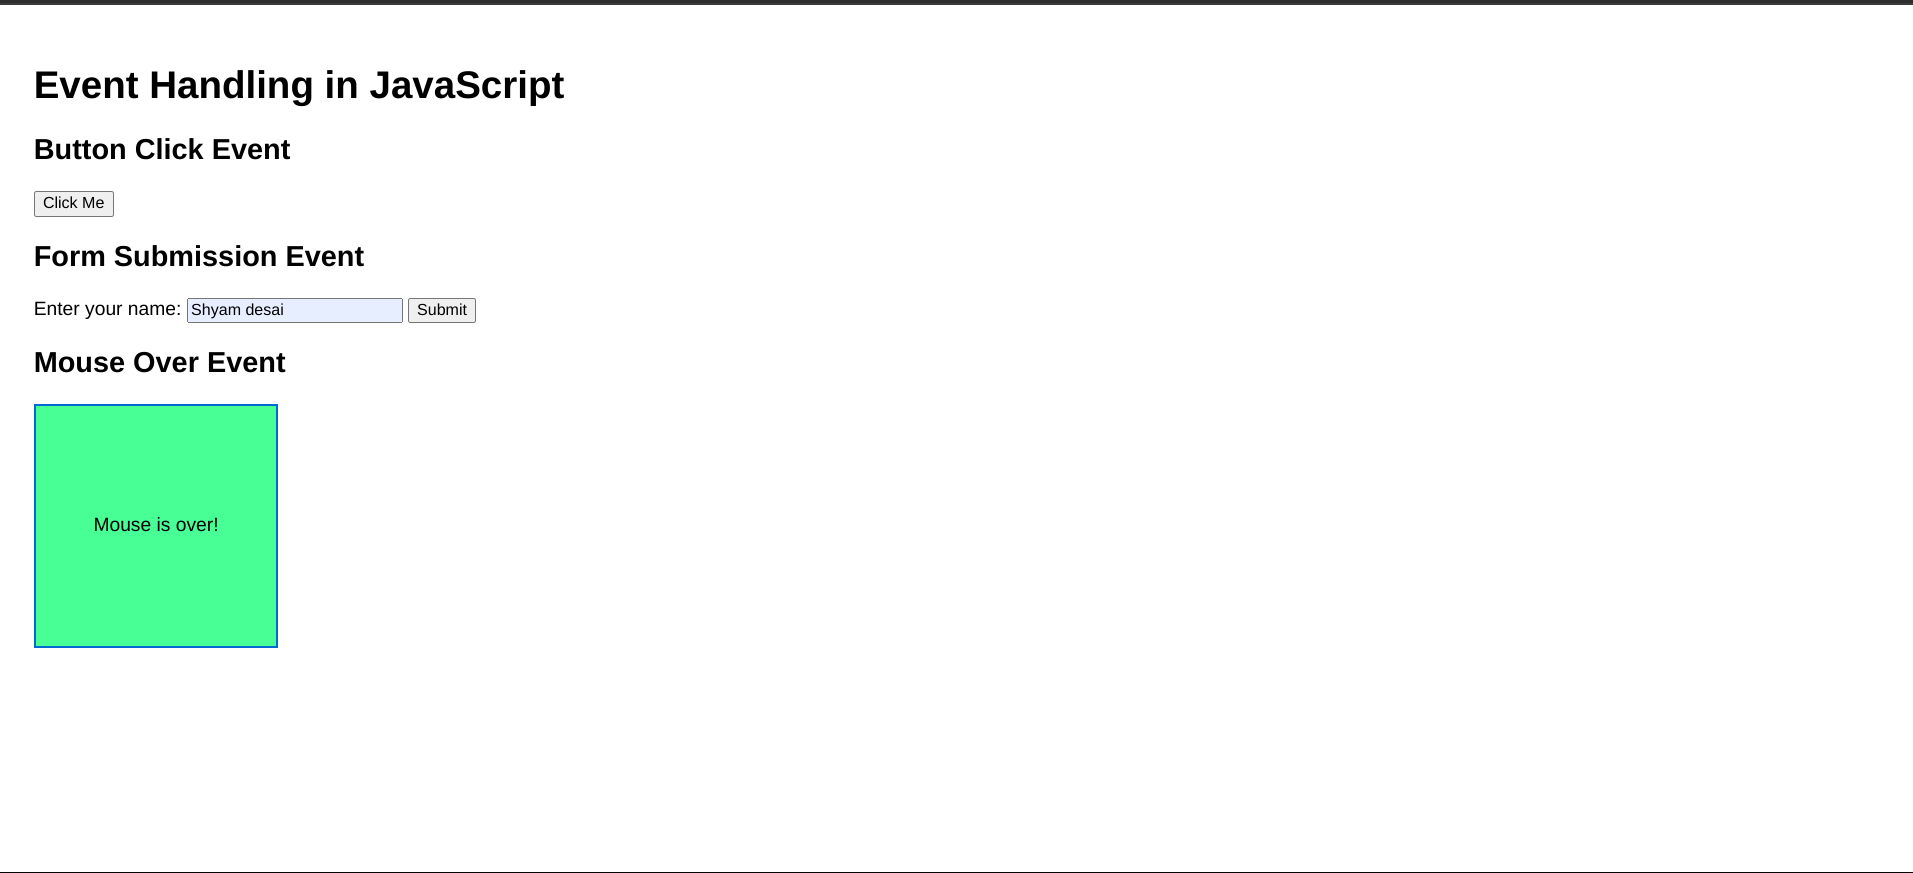 Event Handling in JavaScript
Button Click Event
Click Me
Form Submission Event
Enter your name: Shyam desai Submit
Mouse Over Event
Mouse is over!